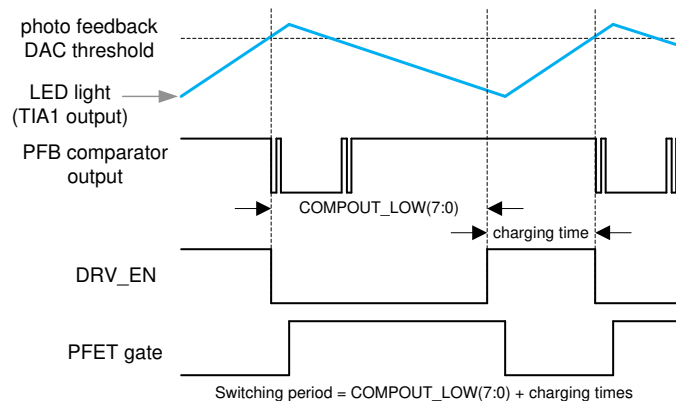 photo feedback
DAC threshold
LED light
(TIA1 output)
PFB comparator
output
COMPOUT_LOW(7:0)
charging time
DRV_EN
PFET gate
Switching period = COMPOUT_LOW(7:0) + charging times